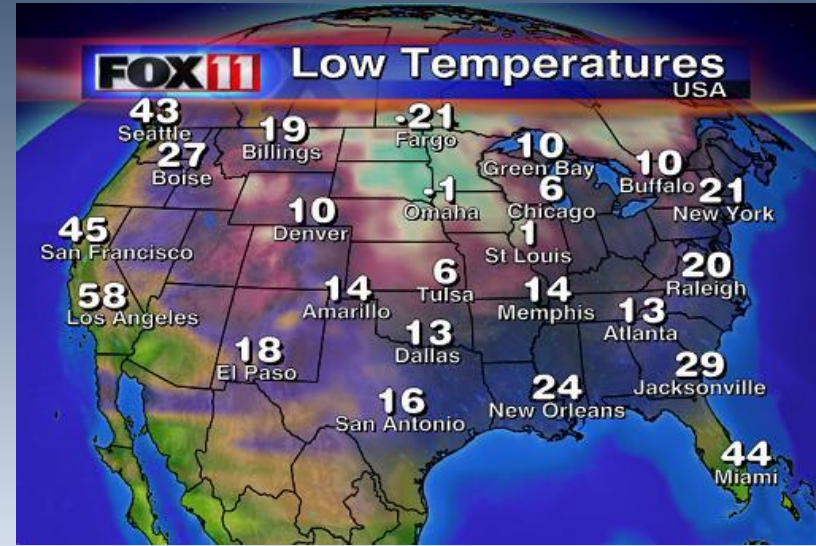 FOX 11 Low Temperatures
USA
43
Seattle
-21
Fargo
19
Billings
27
Boise
10
Green Bay
10
Buffalo
21
New York
-1
Omaha
6
Chicago
10
Denver
45
San Francisco
1
St Louis
20
Raleigh
58
Los Angeles
14
Amarillo
6
Tulsa
14
Memphis
13
Atlanta
13
Dallas
18
El Paso
29
Jacksonville
16
San Antonio
24
New Orleans
44
Miami